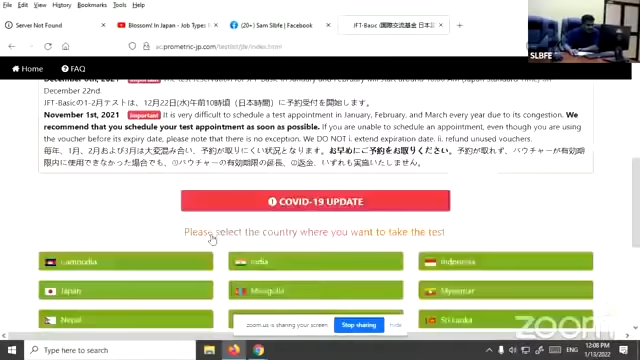 File Edit View History Bookmarks Tools Help
Server Not Found
Blossom! In Japan - Job Types F
(20+) Sam Slbfe | Facebook
JFT-Basic (国際交流基金 日本語
ac.prometric-jp.com/testlist/jfe/index.html
SLBFE
Home FAQ
December 22nd.
JFT-Basicの1-2月テストは、12月22日(水)午前10時間（日本時間）に予約受付を開始します。
November 1st, 2021 Important! It is very difficult to schedule a test appointment in January, February, and March every year due to its congestion. We
recommend that you schedule your test appointment as soon as possible. If you are unable to schedule an appointment, even though you are using
the voucher before its expiry date, please note that there is no exception. We DO NOT i. extend expiration date. ii. refund unused vouchers.
毎年、1月、2月および3月は大変混み合い、予約が取りにくい状況となります。お早めにご予約をお取りください。予約が取れず、バウチャーが有効期
限内に使用できなかった場合でも、①バウチャーの有効期限の延長、②返金、いずれも実施いたしません。
COVID-19 UPDATE
Please select the country where you want to take the test
Cambodia India Indonesia
Japan Mongolia Myanmar
Nepal Sri Lanka
zoom.us is sharing your screen. Stop sharing Hide
zoom
Type here to search
ENG
12:08 PM
1/13/2022